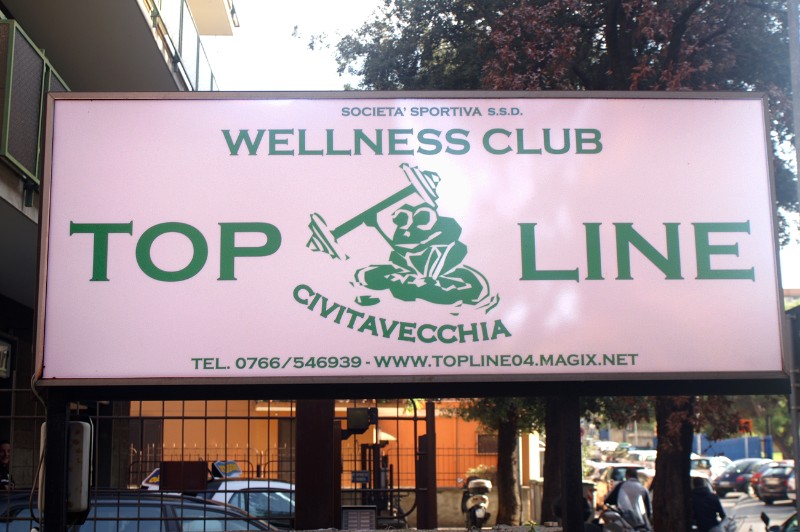 SOCIETA' SPORTIVA S.S.D.
WELLNESS CLUB
TOP LINE
CIVITAVECCHIA
TEL. 0766/546939 - WWW.TOPLINE04.MAGIX.NET